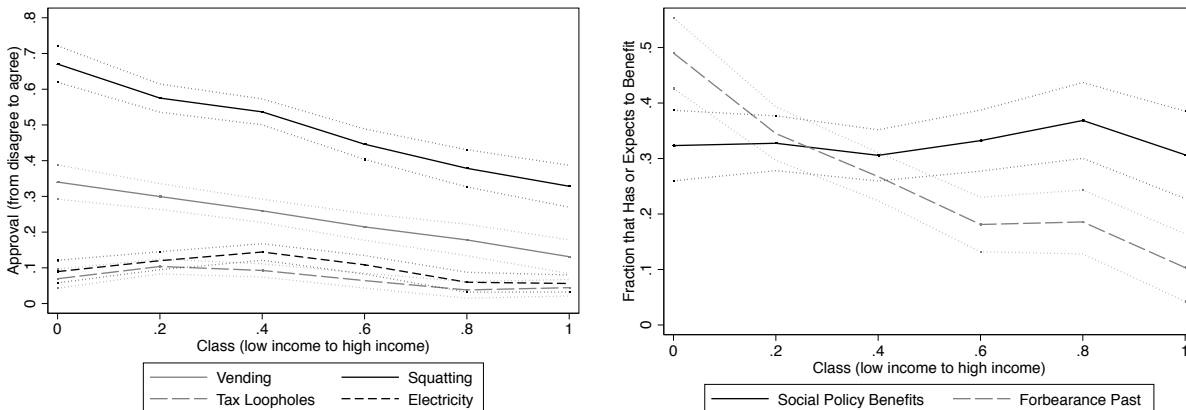 Approval (from disagree to agree)
.8
.7
.6
.5
.4
.3
.2
.1
0
0 .2 .4 .6 .8 1
Class (low income to high income)
Vending Squatting
Tax Loopholes Electricity
Fraction that Has or Expects to Benefit
.5
.4
.3
.2
.1
0
0 .2 .4 .6 .8 1
Class (low income to high income)
Social Policy Benefits Forbearance Past